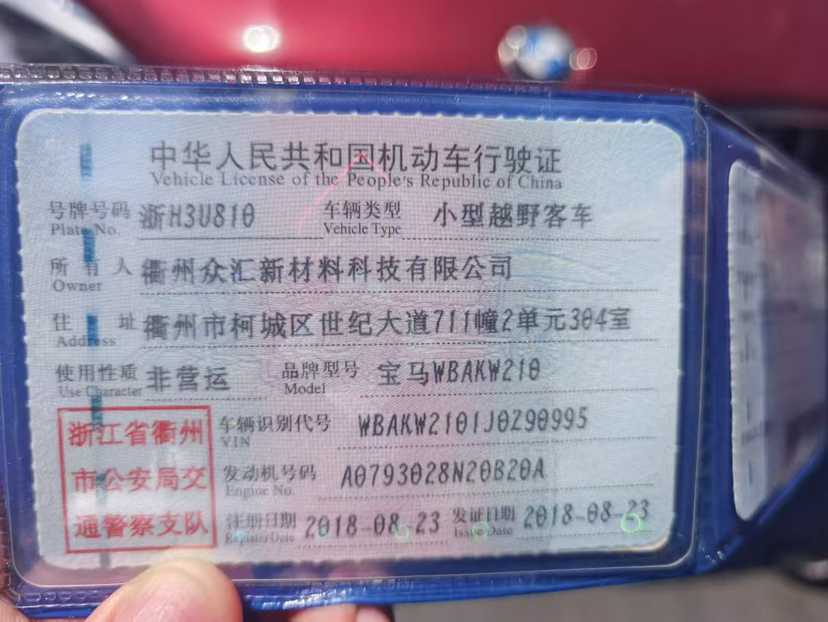 中华人民共和国机动车行驶证
Vehicle License of the People's Republic of China
号牌号码 浙H3U810 车辆类型 小型越野客车
Plate No. Vehicle Type
所有人 衢州众汇新材料科技有限公司
Owner
住址 衢州市柯城区世纪大道711幢2单元304室
Address
使用性质 非营运 品牌型号 宝马WBAKW210
Use Character Model
浙江省衢州
市公安局交
通警察支队
车辆识别代号 WBAKW2101J0Z90995
VIN
发动机号码 A0793028N20B20A
Engine No.
注册日期 2018-08-23 发证日期 2018-08-23
Register Date Issue Date